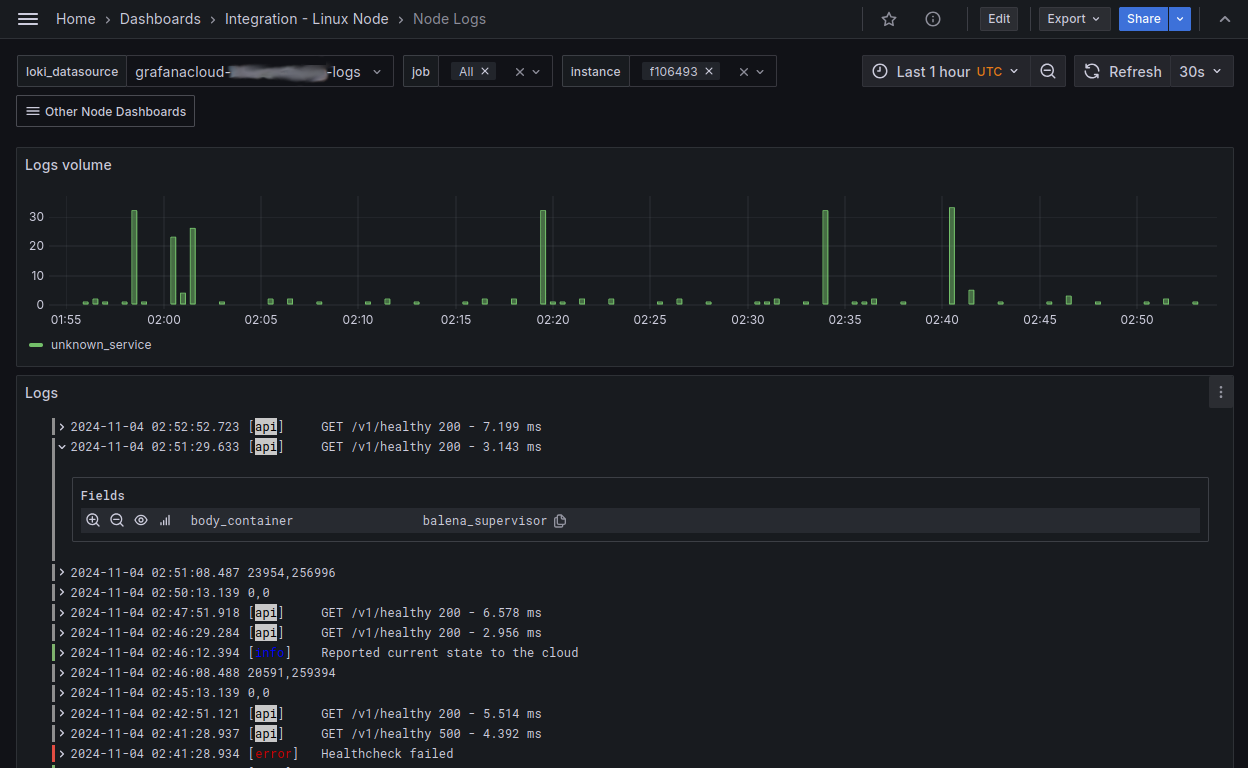 Home › Dashboards › Integration - Linux Node › Node Logs Edit Export Share
loki_datasource grafanacloud- -logs job All instance f106493 Last 1 hour UTC Refresh 30s
Other Node Dashboards
Logs volume
30
20
10
0
01:55 02:00 02:05 02:10 02:15 02:20 02:25 02:30 02:35 02:40 02:45 02:50
unknown_service
Logs
2024-11-04 02:52:52.723 [api] GET /v1/healthy 200 - 7.199 ms
2024-11-04 02:51:29.633 [api] GET /v1/healthy 200 - 3.143 ms
Fields
body_container balena_supervisor
2024-11-04 02:51:08.487 23954,256996
2024-11-04 02:50:13.139 0,0
2024-11-04 02:47:51.918 [api] GET /v1/healthy 200 - 6.578 ms
2024-11-04 02:46:29.284 [api] GET /v1/healthy 200 - 2.956 ms
2024-11-04 02:46:12.394 [info] Reported current state to the cloud
2024-11-04 02:46:08.488 20591,259394
2024-11-04 02:45:13.139 0,0
2024-11-04 02:42:51.121 [api] GET /v1/healthy 200 - 5.514 ms
2024-11-04 02:41:28.937 [api] GET /v1/healthy 500 - 4.392 ms
2024-11-04 02:41:28.934 [error] Healthcheck failed